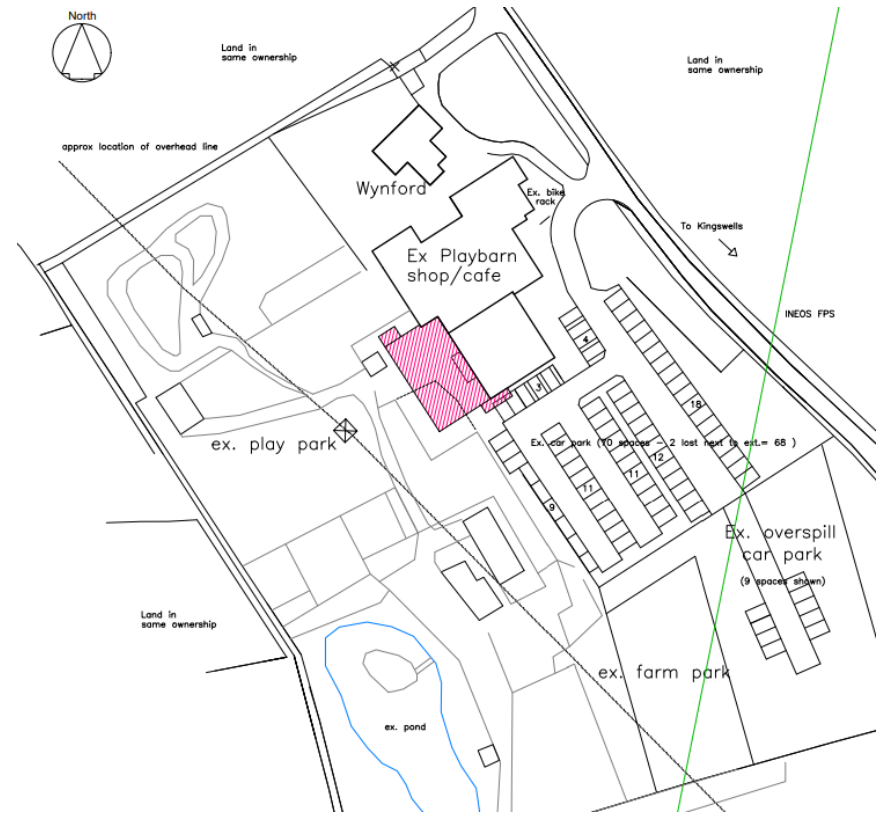 North
Land in
same ownership
Land in
same ownership
approx location of overhead line
Wynford
Ex. bike
rack
To Kingswells
Ex Playbarn
shop/cafe
INEOS FPS
4
3
18
ex. play park
Ex. car park (70 spaces - 2 lost next to ext.= 68 )
12
11
11
9
Ex. overspill
car park
(9 spaces shown)
Land in
same ownership
ex. farm park
ex. pond